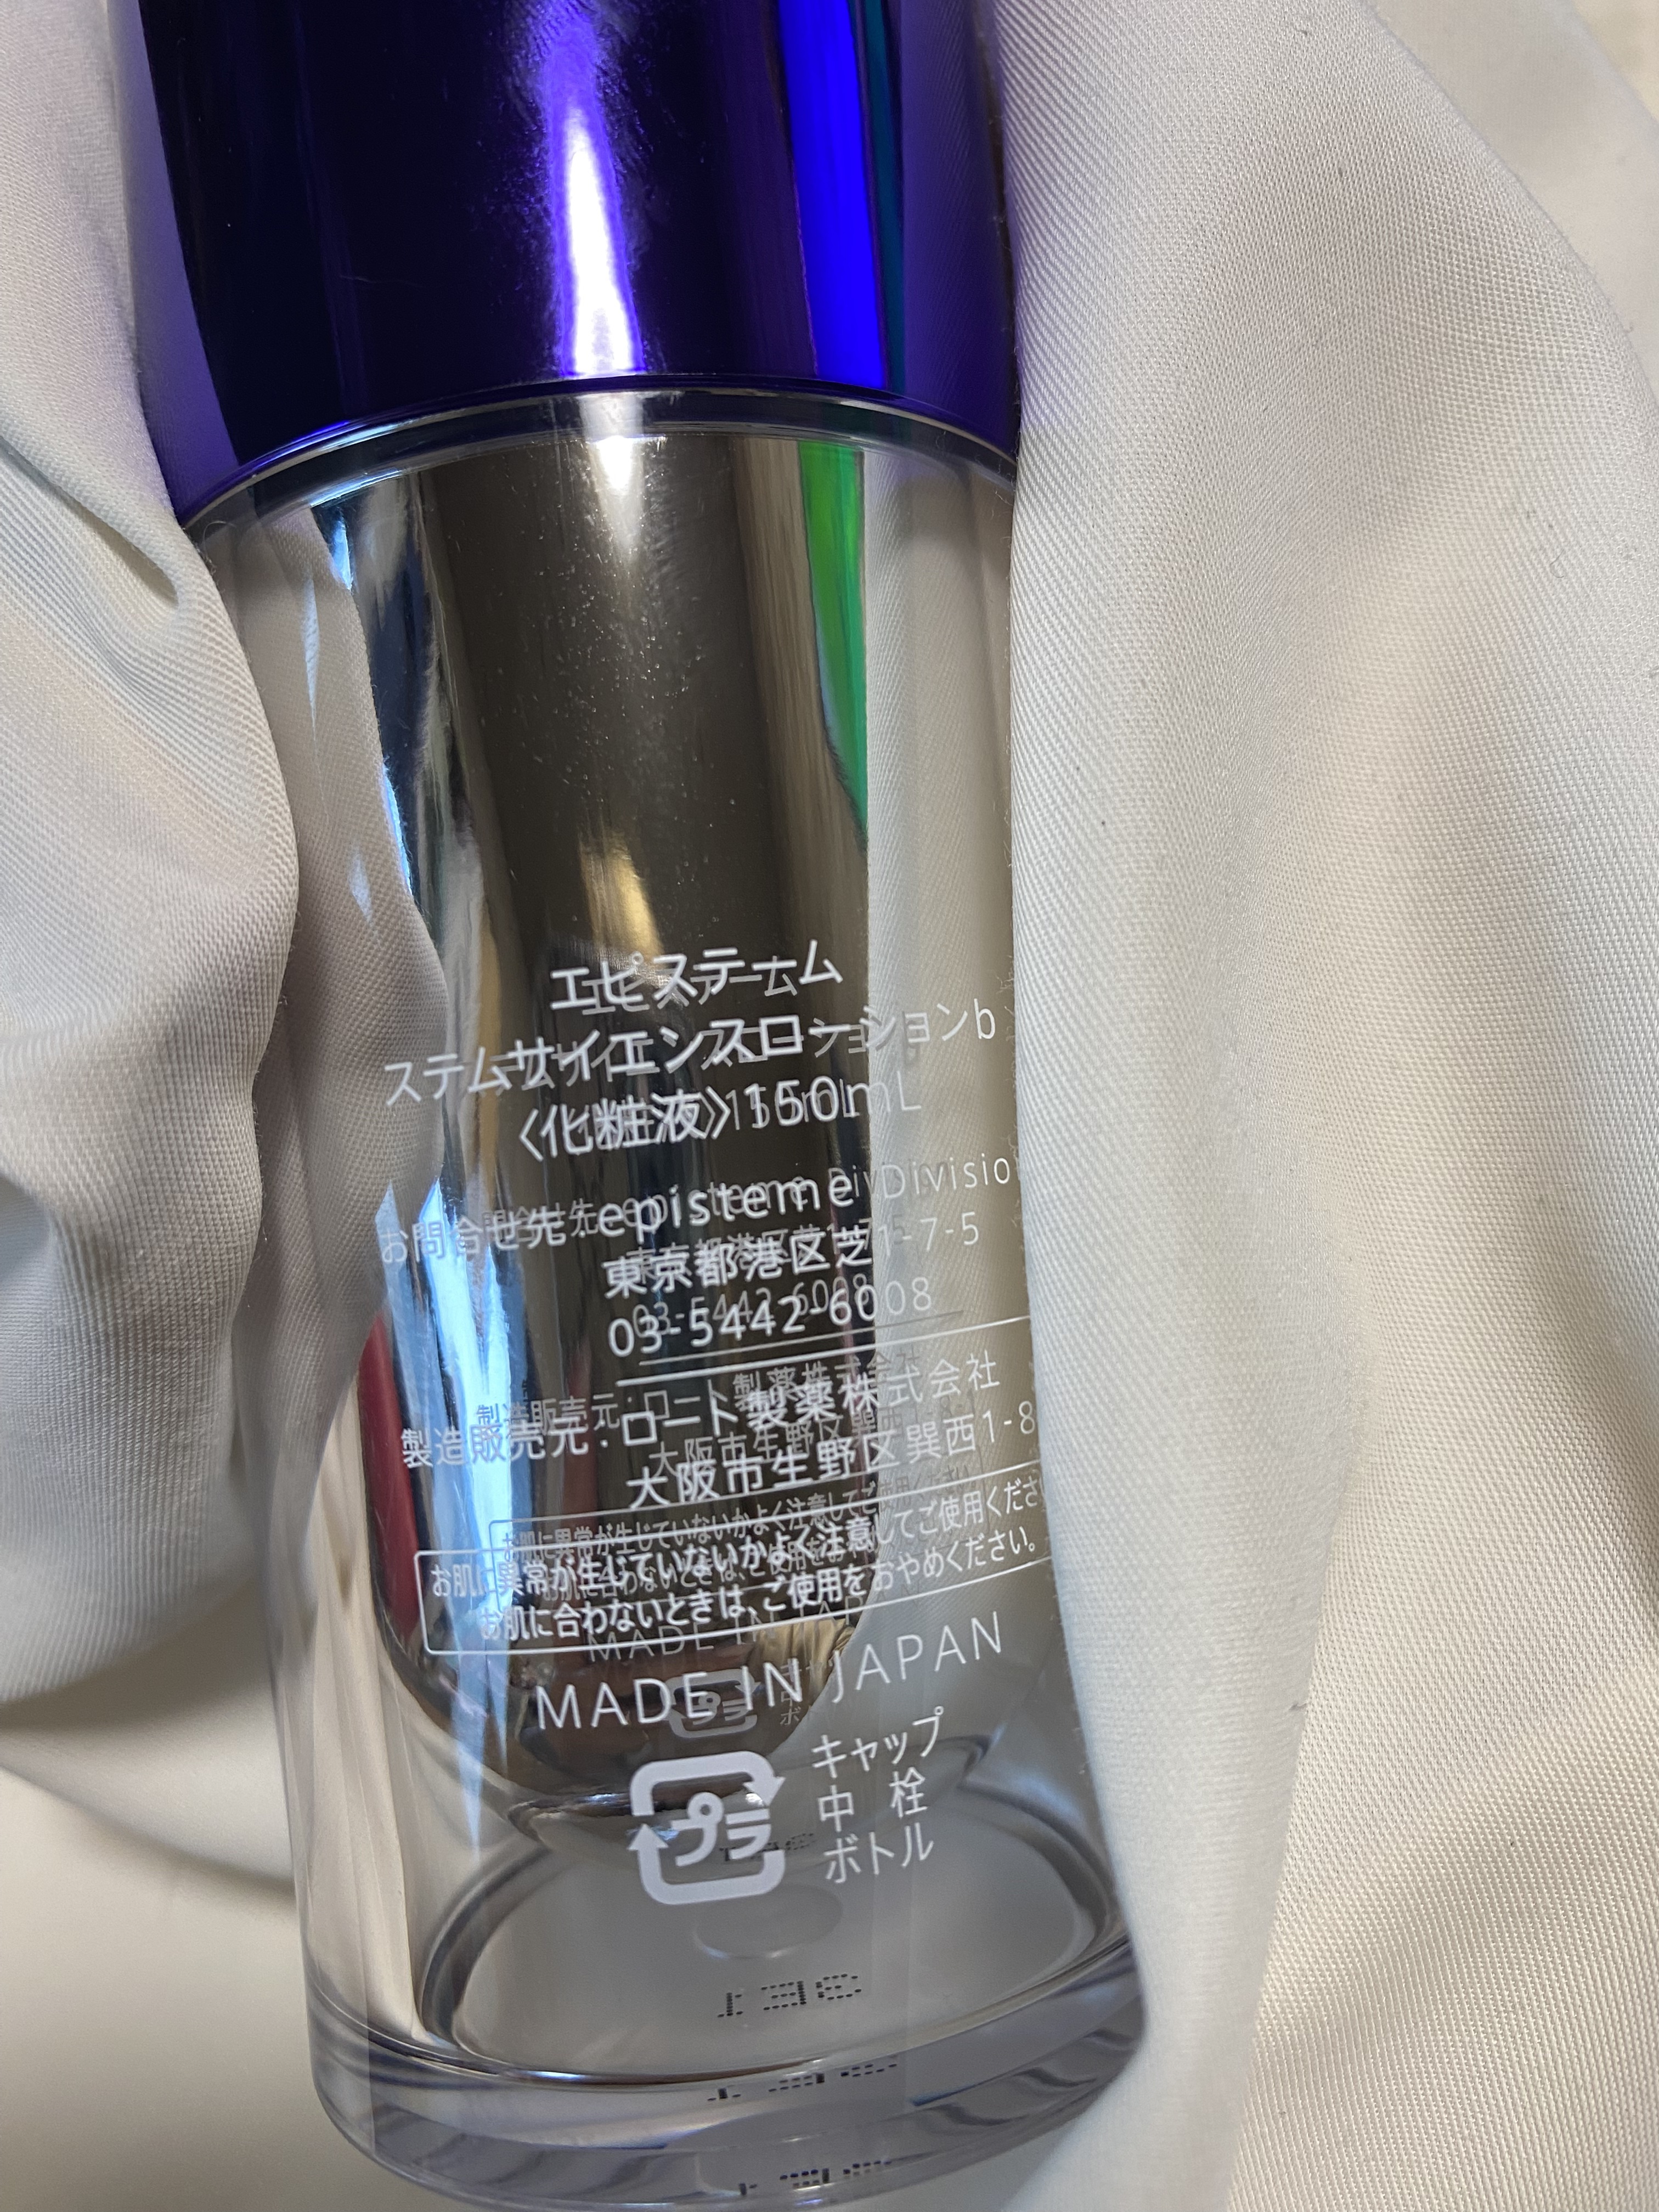 エピステーム
ステムサイエンスローションb
〈化粧液〉150mL
お問合せ先:episteme Divisio
東京都港区芝1-7-5
03-5442-6008
製造販売元:ロート製薬株式会社
大阪市生野区巽西1-8
お肌に異常が生じていないかよく注意してご使用くださ
お肌に合わないときは、ご使用をおやめください。
MADE IN JAPAN
プラ
キャップ
中 栓
ボトル